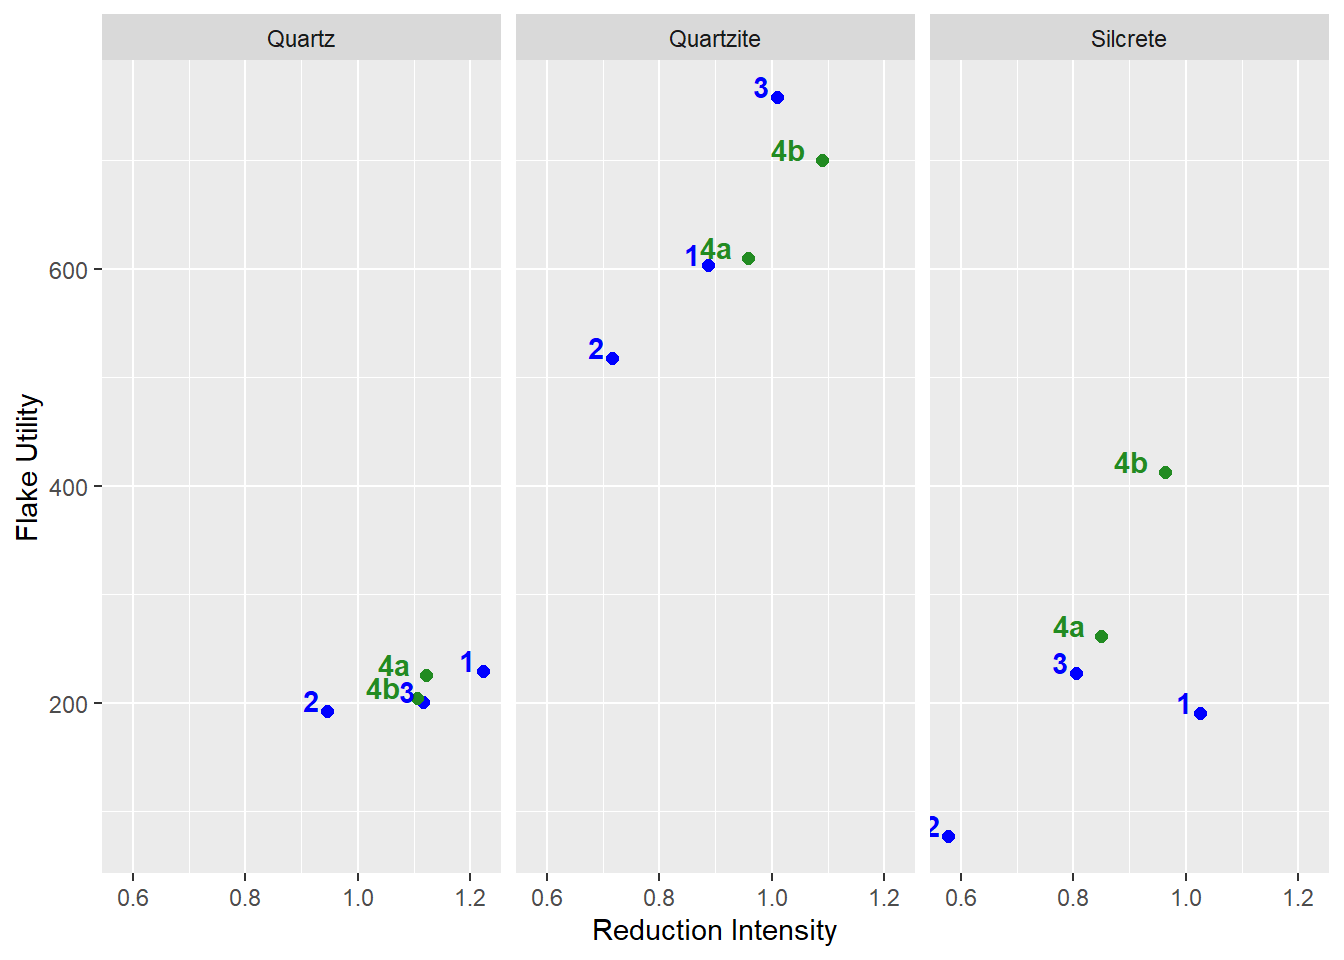 Quartz Quartzite Silcrete
3
4b
1 4a
600
2
4b
400
4a
3
1
4a
4b 3
2
1
200
2
0.6 0.8 1.0 1.2 0.6 0.8 1.0 1.2 0.6 0.8 1.0 1.2
Reduction Intensity
Flake Utility